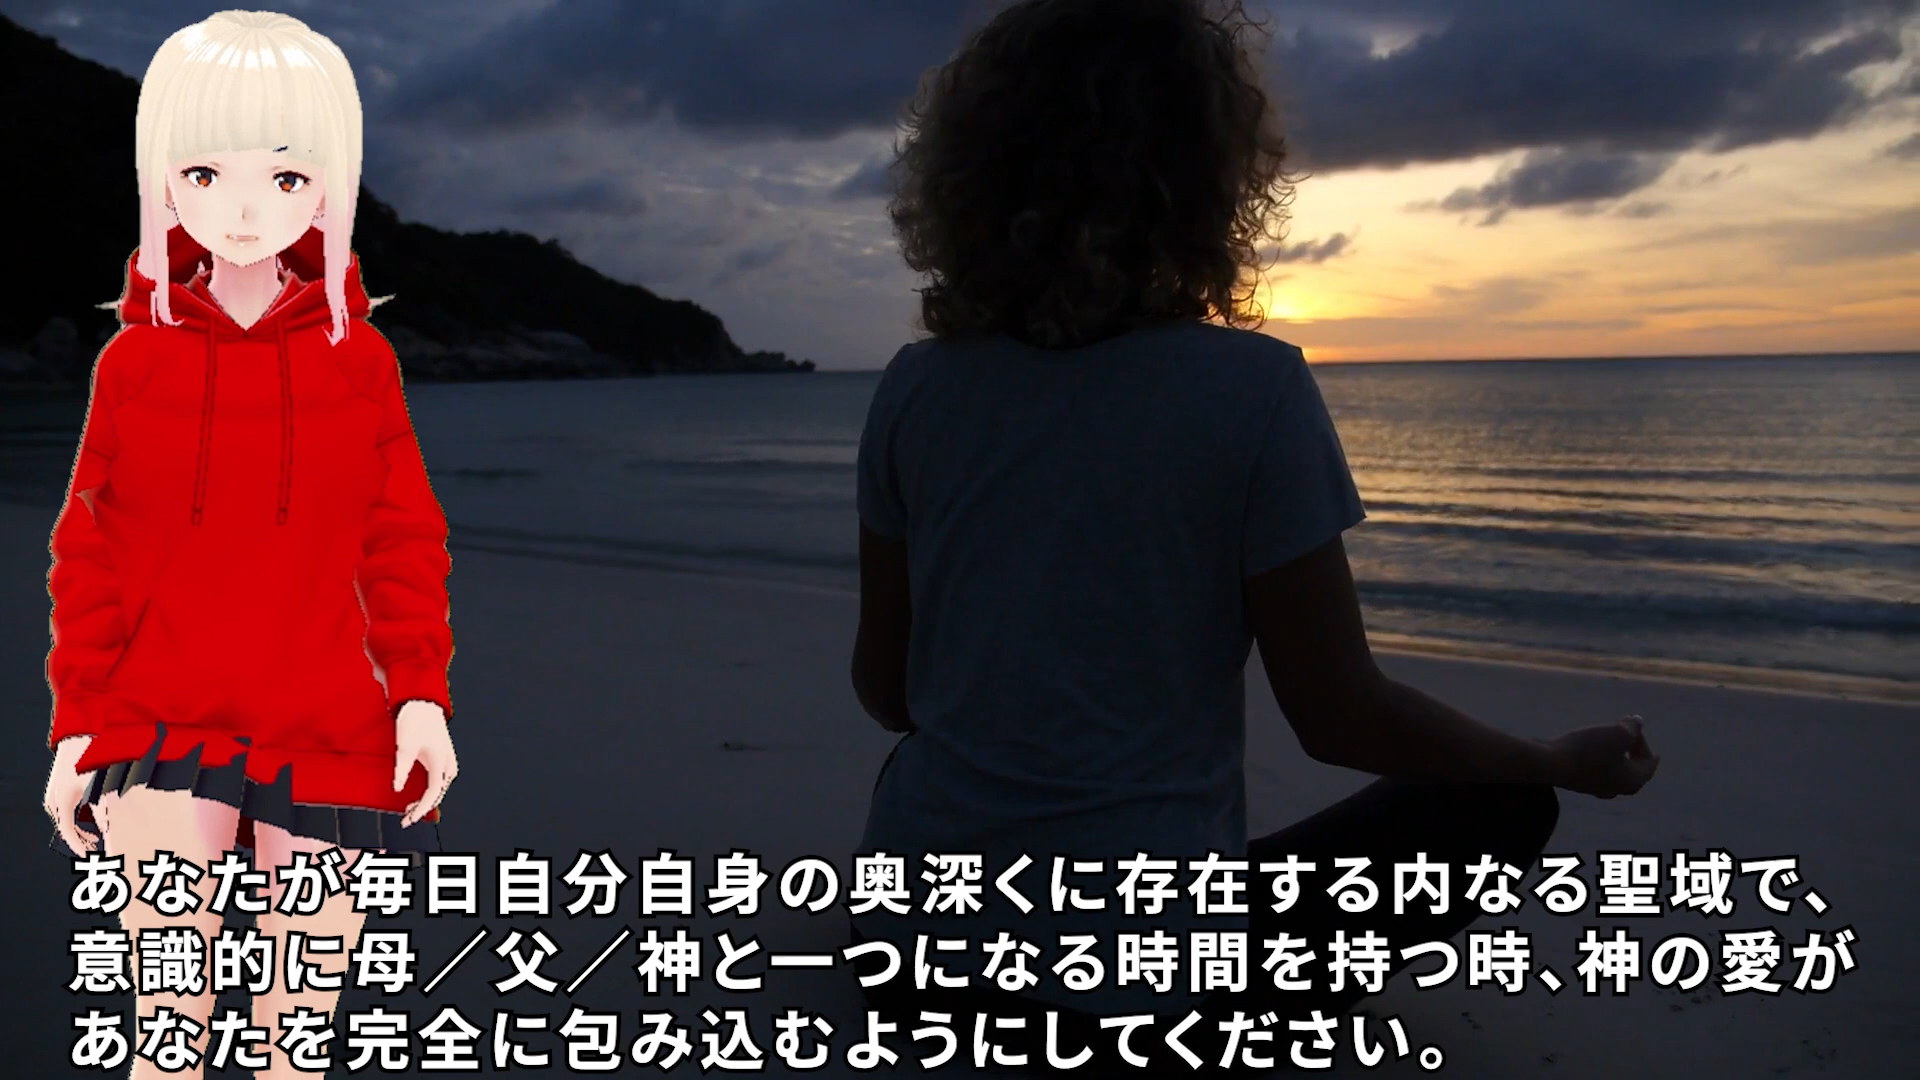 あなたが毎日自分自身の奥深くに存在する内なる聖域で、
意識的に母／父／神と一つになる時間を持つ時、神の愛が
あなたを完全に包み込むようにしてください。